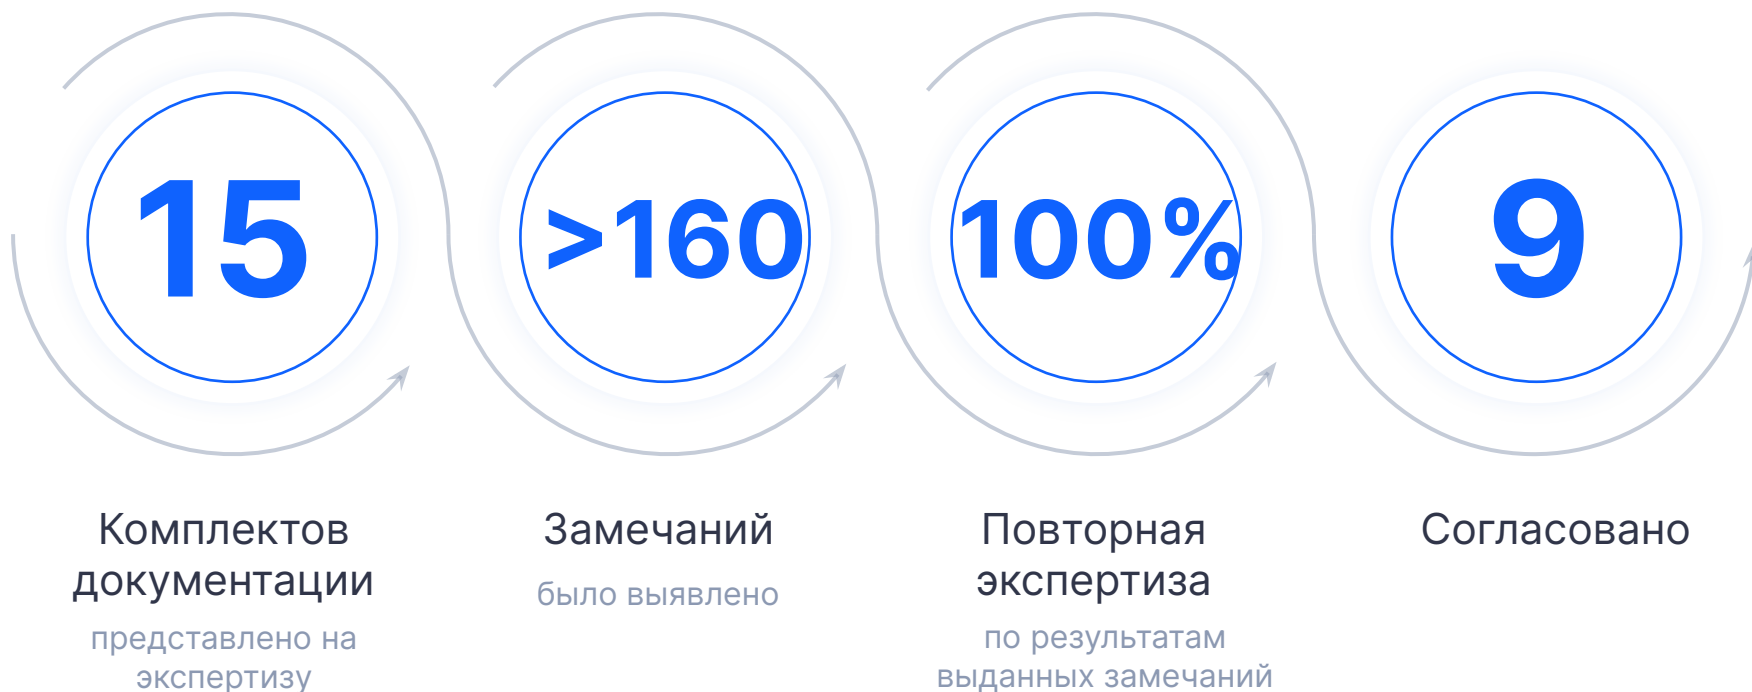 15
>160
100%
9
Комплектов
документации
представлено на
экспертизу
Замечаний
было выявлено
Повторная
экспертиза
по результатам
выданных замечаний
Согласовано